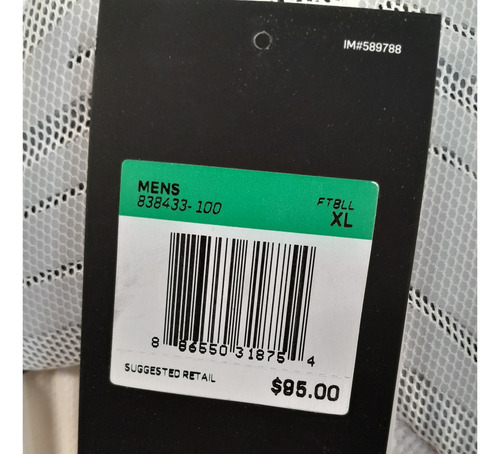 IM#589788
MENS
838433-100
FTBLL
XL
8 86550 31875 4
SUGGESTED RETAIL $95.00